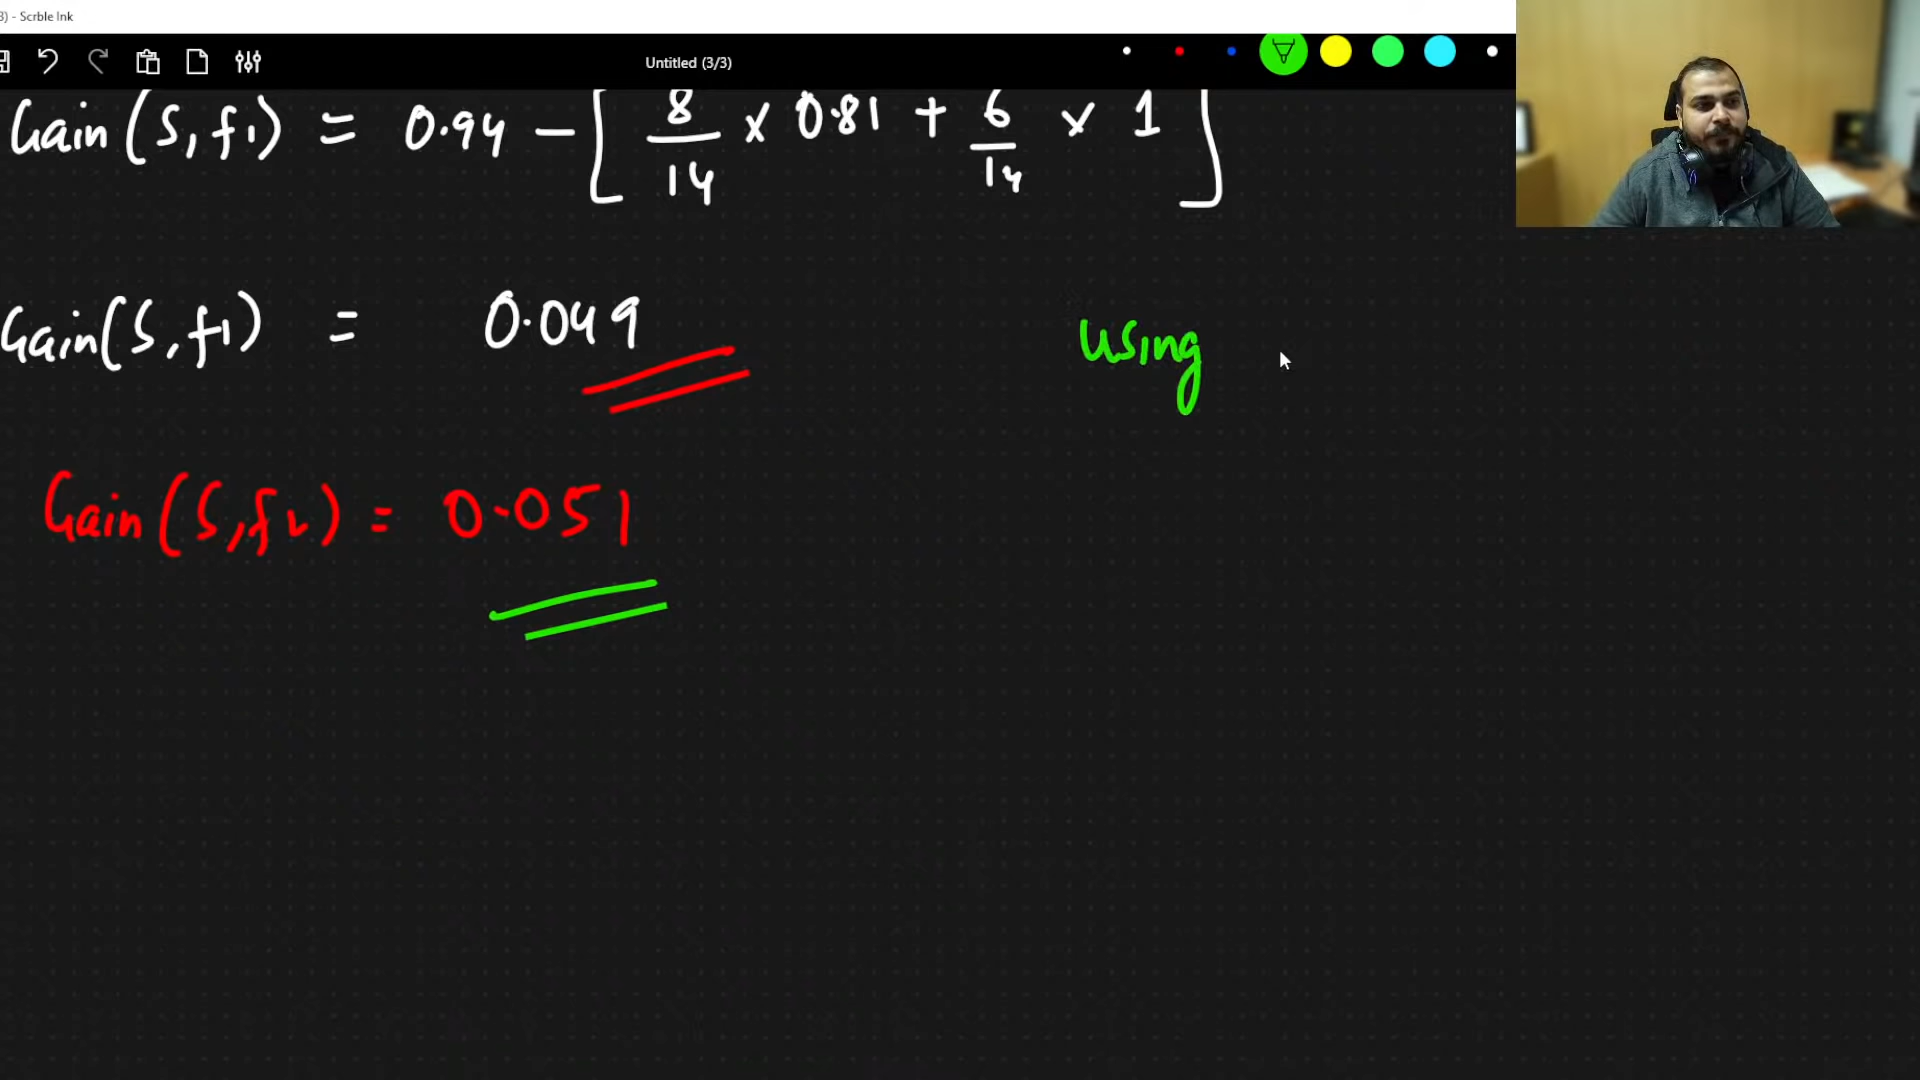 3) - Scrble Ink
Untitled (3/3)
Gain (S, f1) = 0.94 - [ 8/14 x 0.81 + 6/14 x 1 ]
Gain(S, f1) = 0.049
Using
Gain (S, f2) = 0.051